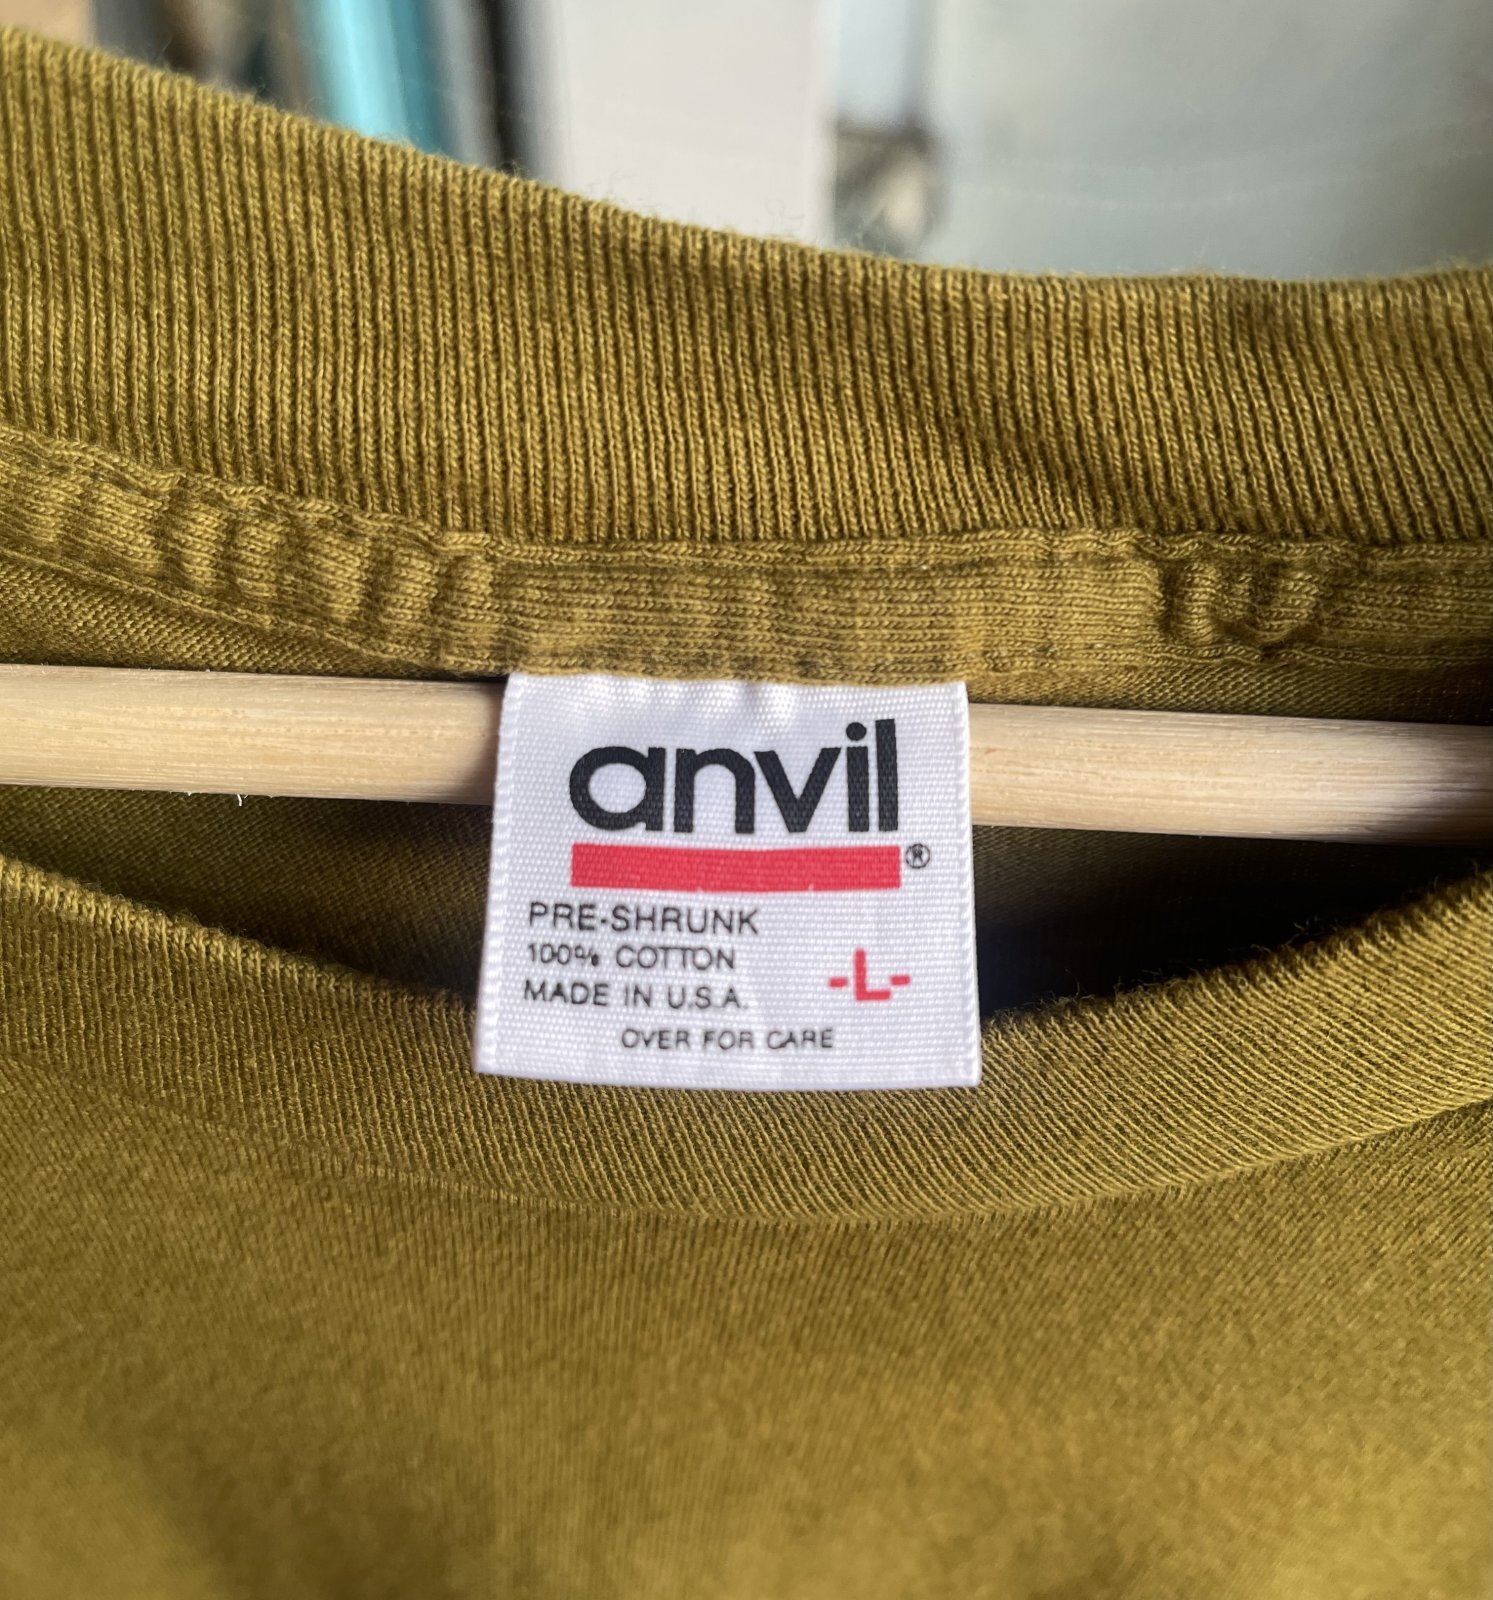 anvil
®
PRE-SHRUNK
100% COTTON
MADE IN U.S.A.
-L-
OVER FOR CARE